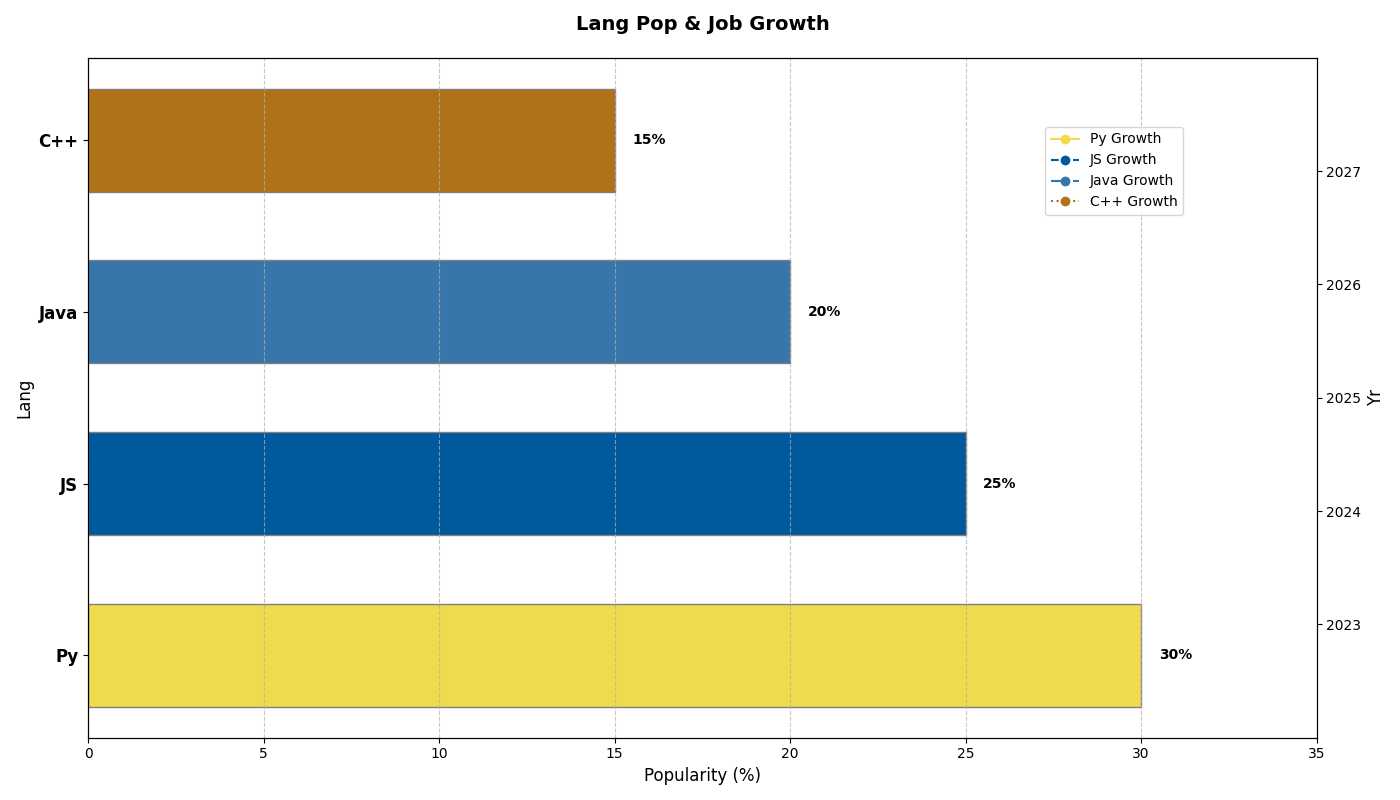 Lang Pop & Job Growth
C++
15%
Py Growth
JS Growth
Java Growth
C++ Growth
2027
2026
Java
20%
Lang
2025
Yr
2024
JS
25%
2023
Py
30%
0 5 10 15 20 25 30 35
Popularity (%)